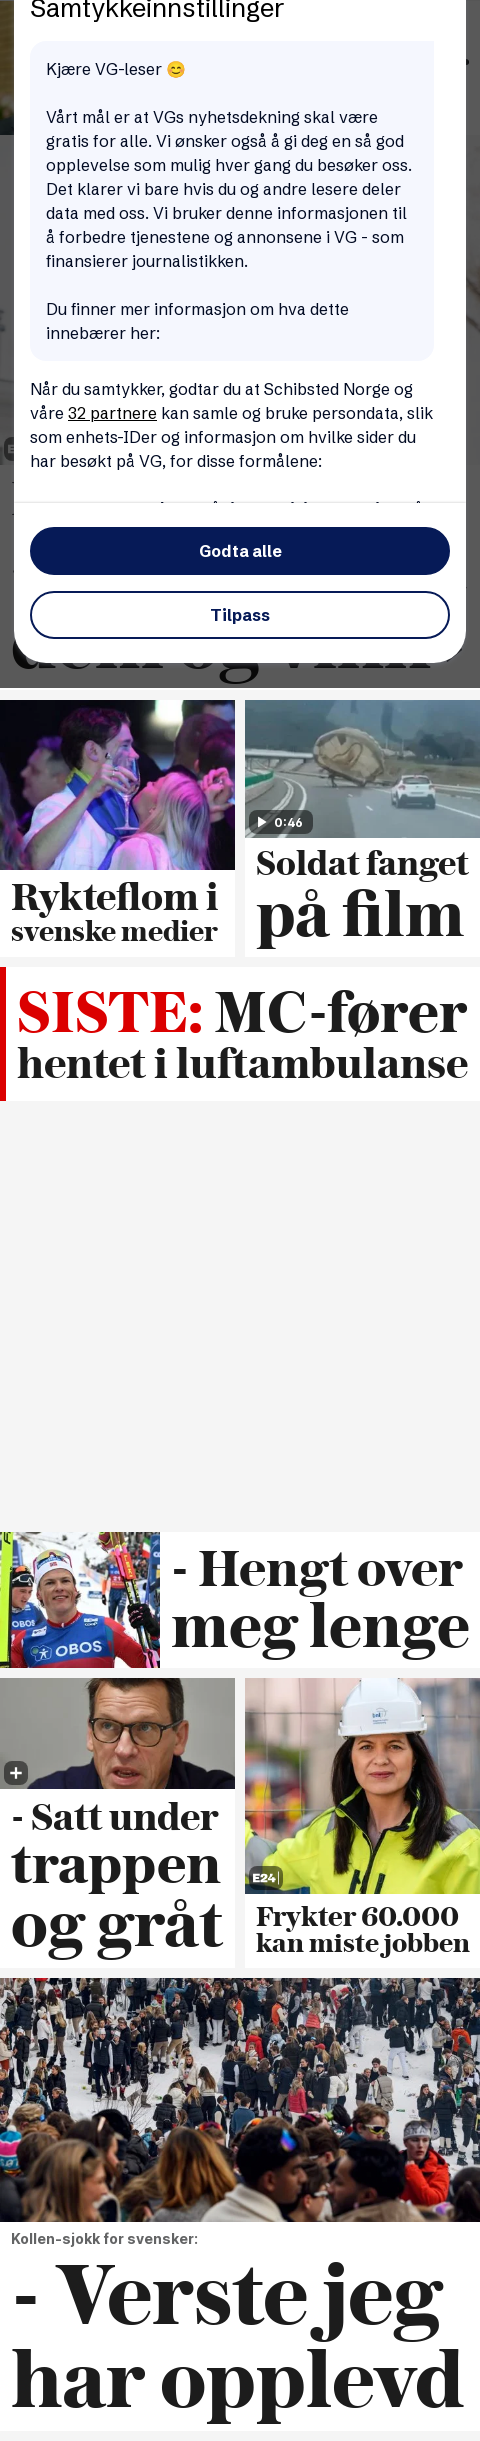 Samtykkeinnstillinger
Kjære VG-leser 😊
Vårt mål er at VGs nyhetsdekning skal være
gratis for alle. Vi ønsker også å gi deg en så god
opplevelse som mulig hver gang du besøker oss.
Det klarer vi bare hvis du og andre lesere deler
data med oss. Vi bruker denne informasjonen til
å forbedre tjenestene og annonsene i VG - som
finansierer journalistikken.
Du finner mer informasjon om hva dette
innebærer her:
Når du samtykker, godtar du at Schibsted Norge og
våre 32 partnere kan samle og bruke persondata, slik
som enhets-IDer og informasjon om hvilke sider du
har besøkt på VG, for disse formålene:
Godta alle
Tilpass
0:46
Rykteflom i
svenske medier
Soldat fanget
på film
SISTE: MC-fører
hentet i luftambulanse
OBOS
- Hengt over
meg lenge
- Satt under
trappen
og gråt
E24
Frykter 60.000
kan miste jobben
Kollen-sjokk for svensker:
- Verste jeg
har opplevd